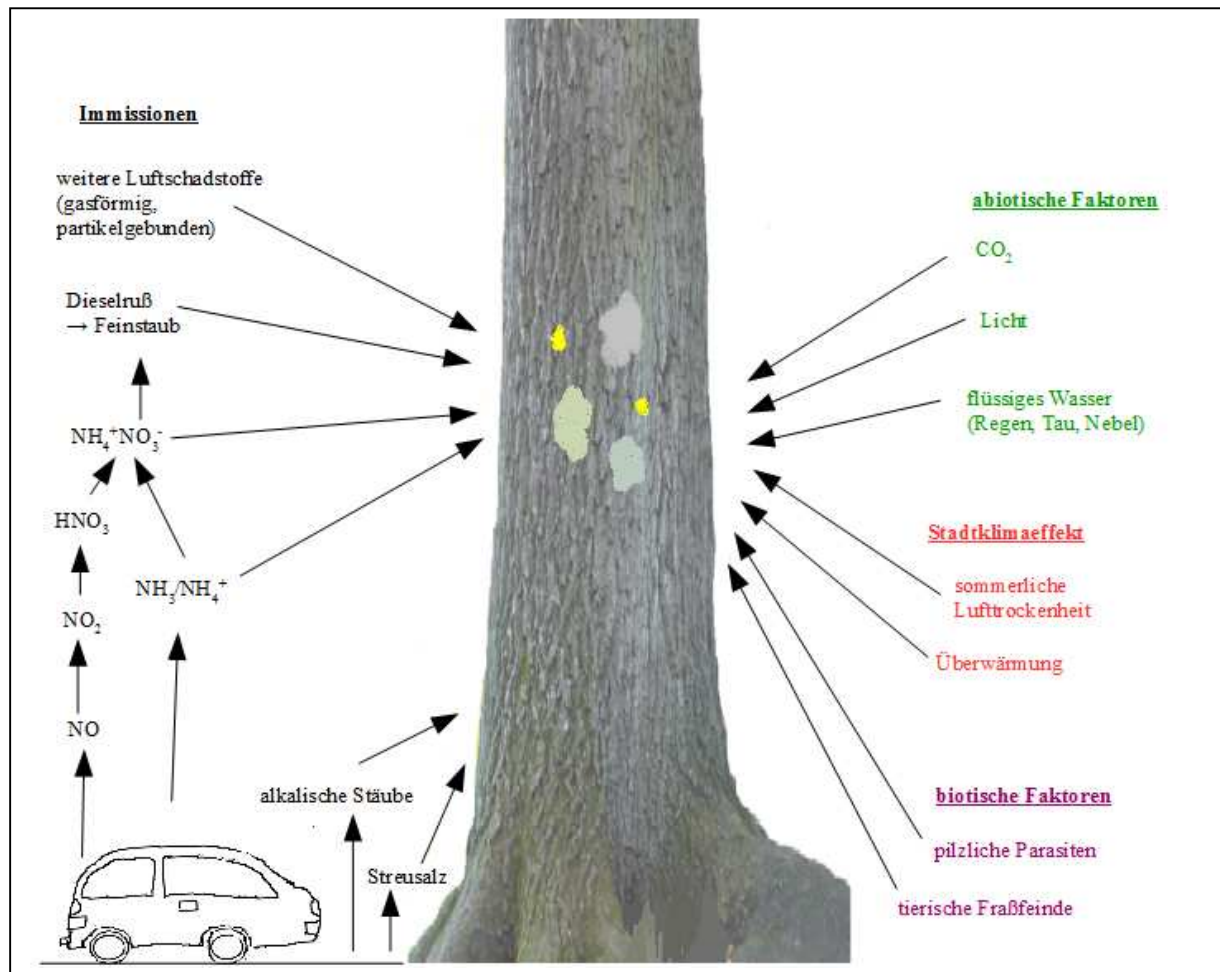 Immissionen
weitere Luftschadstoffe
(gasförmig,
partikelgebunden)
Dieselruß
→ Feinstaub
NH₄⁺NO₃⁻
HNO₃
NH₃/NH₄⁺
NO₂
NO
alkalische Stäube
Streusalz
abiotische Faktoren
CO₂
Licht
flüssiges Wasser
(Regen, Tau, Nebel)
Stadtklimaeffekt
sommerliche
Lufttrockenheit
Überwärmung
biotische Faktoren
pilzliche Parasiten
tierische Fraßfeinde